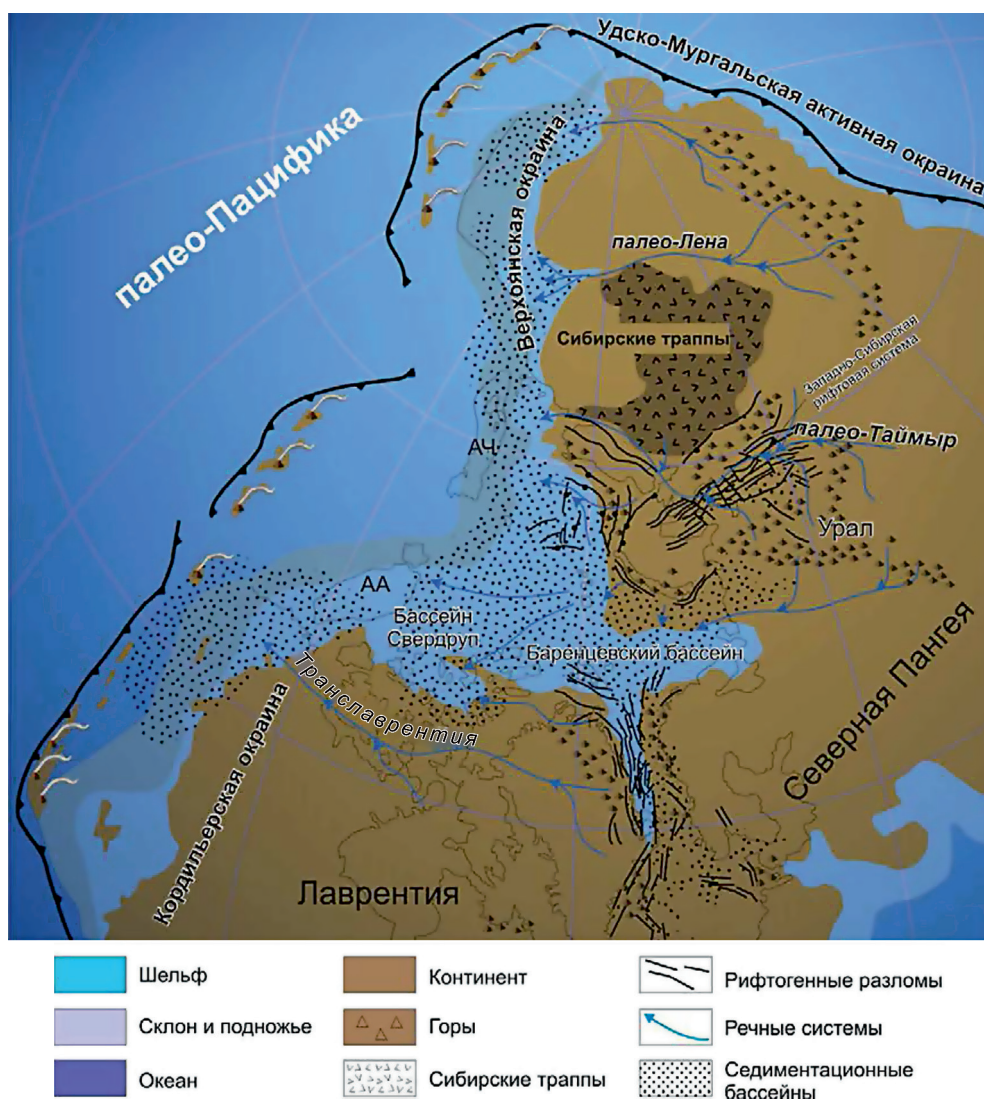 Удско-Мургальская активная окраина
палео-Пацифика
Верхоянская окраина
палео-Лена
Сибирские траппы
Западно-Сибирская
рифтовая система
палео-Таймыр
АЧ
Урал
АА
Бассейн
Свердруп
Баренцевский бассейн
Трансла­врентия
Северная Пангея
Кордильерская окраина
Лаврентия
Шельф
Континент
Рифтогенные разломы
Склон и подножье
Горы
Речные системы
Океан
Сибирские траппы
Седиментационные
бассейны